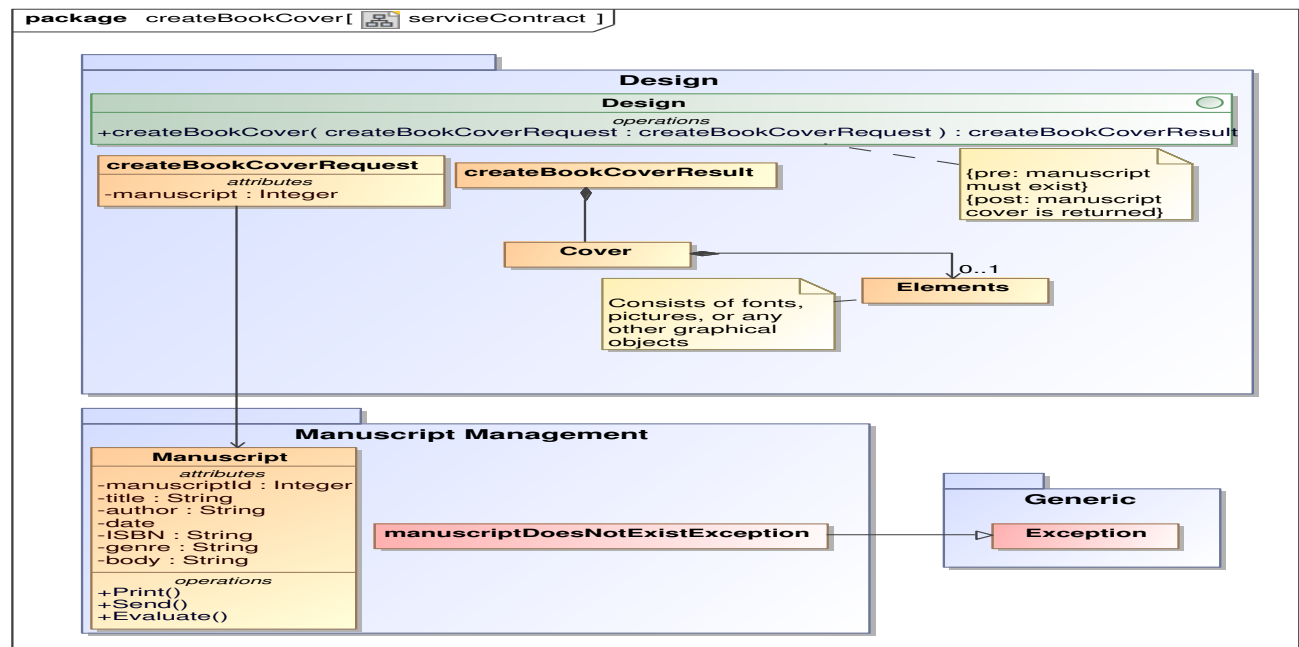 package createBookCover[ serviceContract ]
Design
Design
operations
+createBookCover( createBookCoverRequest : createBookCoverRequest ) : createBookCoverResult
createBookCoverRequest
attributes
-manuscript : Integer
createBookCoverResult
{pre: manuscript
must exist}
{post: manuscript
cover is returned}
Cover
0..1
Elements
Consists of fonts,
pictures, or any
other graphical
objects
Manuscript Management
Manuscript
attributes
-manuscriptId : Integer
-title : String
-author : String
-date
-ISBN : String
-genre : String
-body : String
operations
+Print()
+Send()
+Evaluate()
manuscriptDoesNotExistException
Generic
Exception